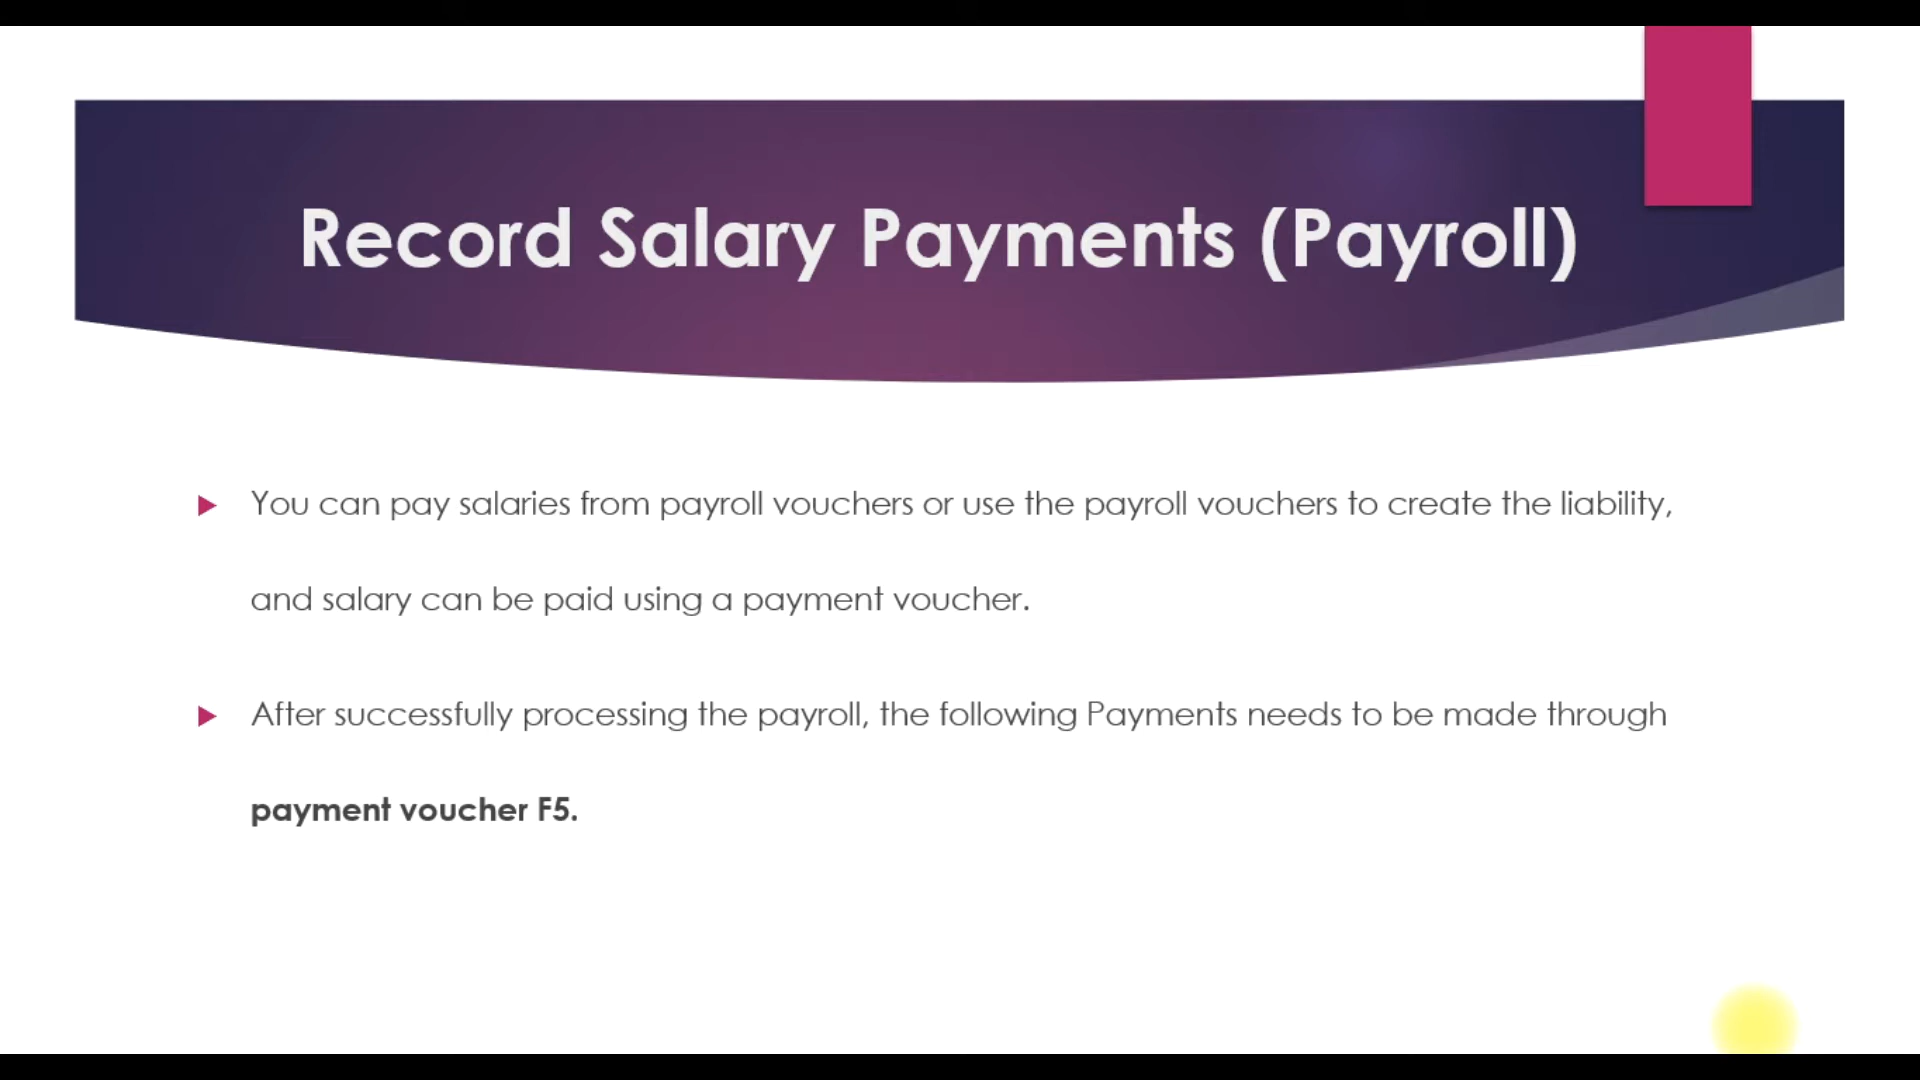 Record Salary Payments (Payroll)
You can pay salaries from payroll vouchers or use the payroll vouchers to create the liability,
and salary can be paid using a payment voucher.
After successfully processing the payroll, the following Payments needs to be made through
payment voucher F5.